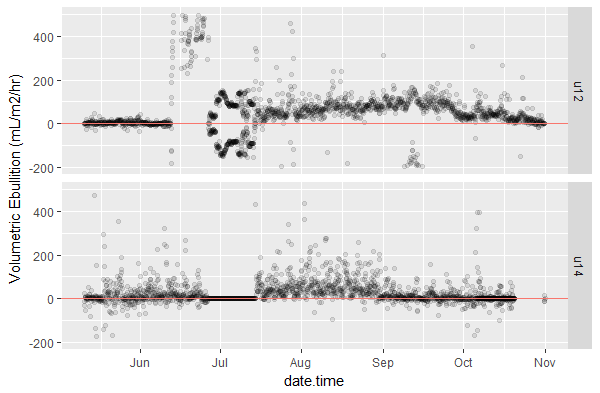 Volumetric Ebullition (mL/m2/hr)
400
200
0
-200
u12
400
200
0
-200
u14
Jun Jul Aug Sep Oct Nov
date.time